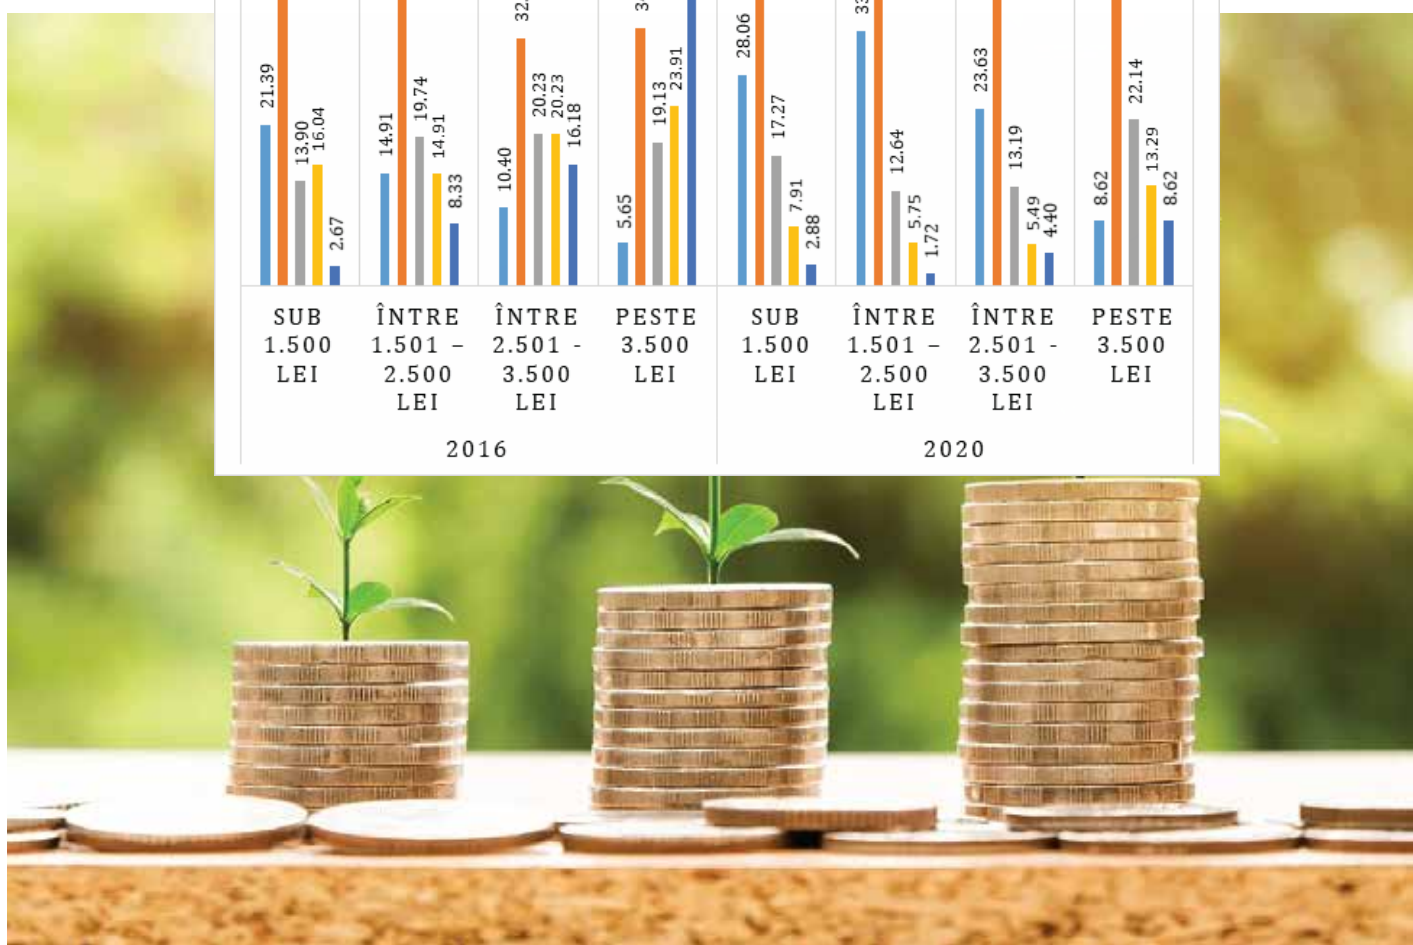 21.39
13.90
16.04
2.67
14.91
19.74
14.91
8.33
10.40
20.23
20.23
16.18
5.65
19.13
23.91
28.06
17.27
7.91
2.88
12.64
5.75
1.72
23.63
13.19
5.49
4.40
8.62
22.14
13.29
8.62
SUB
1.500
LEI
ÎNTRE
1.501 –
2.500
LEI
ÎNTRE
2.501 -
3.500
LEI
PESTE
3.500
LEI
SUB
1.500
LEI
ÎNTRE
1.501 –
2.500
LEI
ÎNTRE
2.501 -
3.500
LEI
PESTE
3.500
LEI
2016
2020